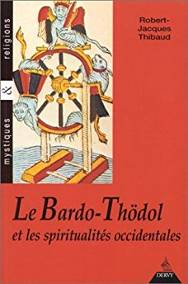 Robert-
Jacques
Thibaud
mystiques & religions
Le Bardo-Thödol
et les spiritualités occidentales
DERVY